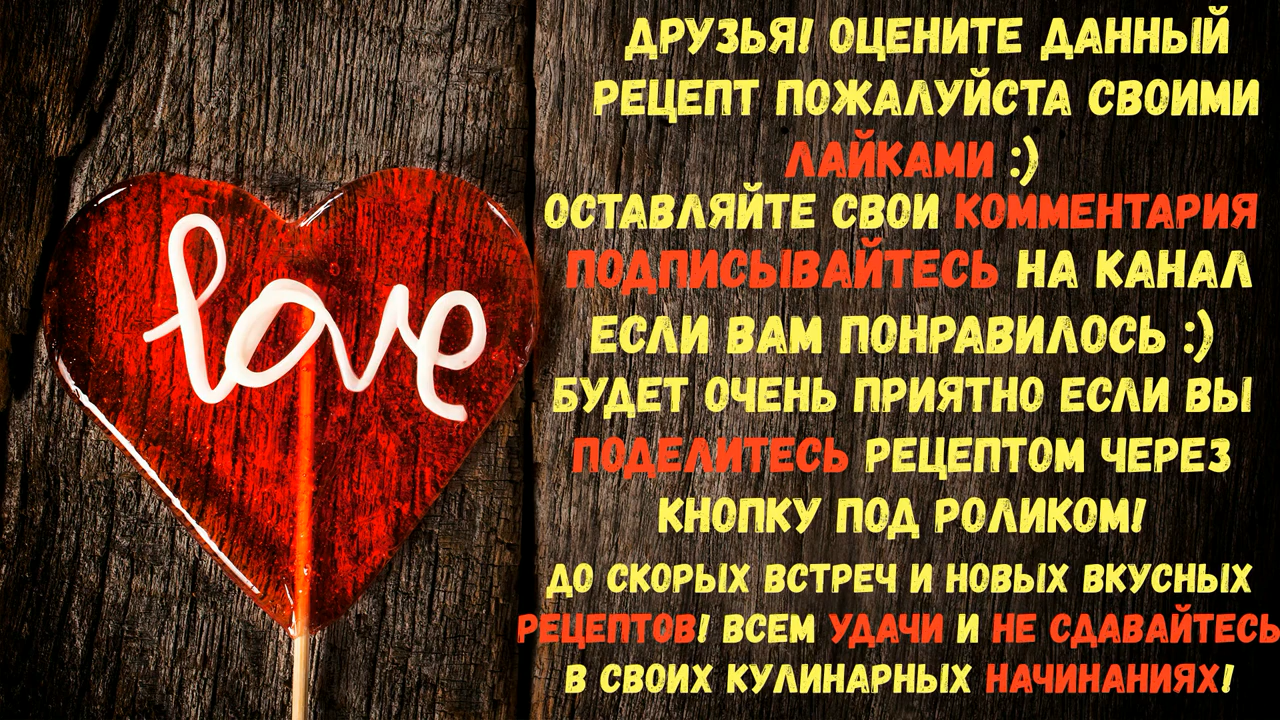 love
ДРУЗЬЯ! ОЦЕНИТЕ ДАННЫЙ
РЕЦЕПТ ПОЖАЛУЙСТА СВОИМИ
ЛАЙКАМИ :)
ОСТАВЛЯЙТЕ СВОИ КОММЕНТАРИЯ
ПОДПИСЫВАЙТЕСЬ НА КАНАЛ
ЕСЛИ ВАМ ПОНРАВИЛОСЬ :)
БУДЕТ ОЧЕНЬ ПРИЯТНО ЕСЛИ ВЫ
ПОДЕЛИТЕСЬ РЕЦЕПТОМ ЧЕРЕЗ
КНОПКУ ПОД РОЛИКОМ!
ДО СКОРЫХ ВСТРЕЧ И НОВЫХ ВКУСНЫХ
РЕЦЕПТОВ! ВСЕМ УДАЧИ И НЕ СДАВАЙТЕСЬ
В СВОИХ КУЛИНАРНЫХ НАЧИНАНИЯХ!